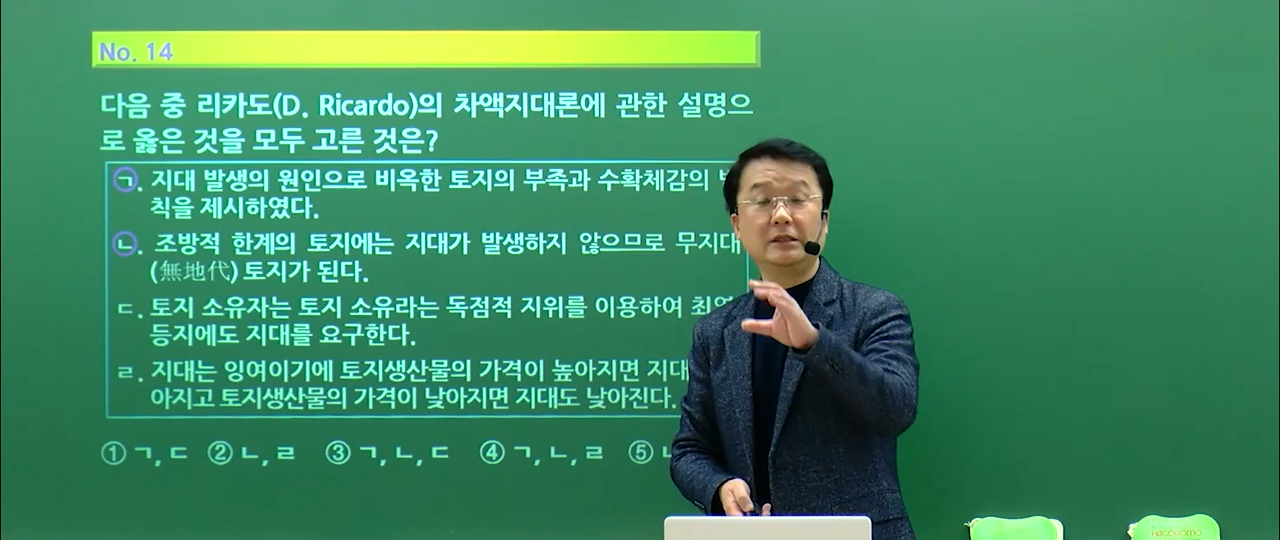 No. 14
다음 중 리카도(D. Ricardo)의 차액지대론에 관한 설명으
로 옳은 것을 모두 고른 것은?
ㄱ. 지대 발생의 원인으로 비옥한 토지의 부족과 수확체감의
칙을 제시하였다.
ㄴ. 조방적 한계의 토지에는 지대가 발생하지 않으므로 무지대
(無地代) 토지가 된다.
ㄷ. 토지 소유자는 토지 소유라는 독점적 지위를 이용하여
등지에도 지대를 요구한다.
ㄹ. 지대는 잉여이기에 토지생산물의 가격이 높아지면 지대
아지고 토지생산물의 가격이 낮아지면 지대도 낮아진다.
① ㄱ, ㄷ ② ㄴ, ㄹ ③ ㄱ, ㄴ, ㄷ ④ ㄱ, ㄴ, ㄹ ⑤